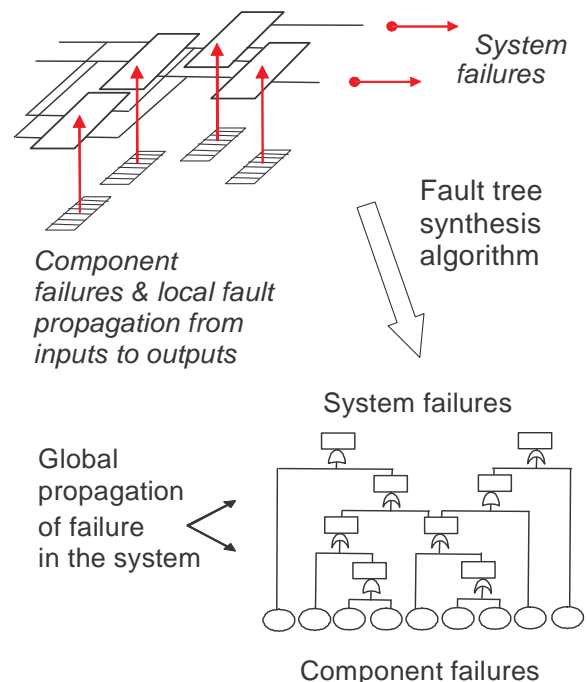 System
failures
Component
failures & local fault
propagation from
inputs to outputs
Fault tree
synthesis
algorithm
System failures
Global
propagation
of failure
in the system
Component failures